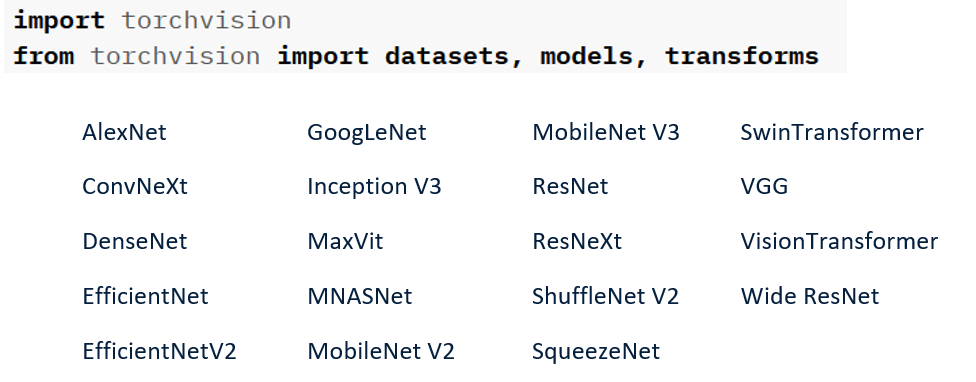 import torchvision
from torchvision import datasets, models, transforms
AlexNet GoogLeNet MobileNet V3 SwinTransformer
ConvNeXt Inception V3 ResNet VGG
DenseNet MaxVit ResNeXt VisionTransformer
EfficientNet MNASNet ShuffleNet V2 Wide ResNet
EfficientNetV2 MobileNet V2 SqueezeNet